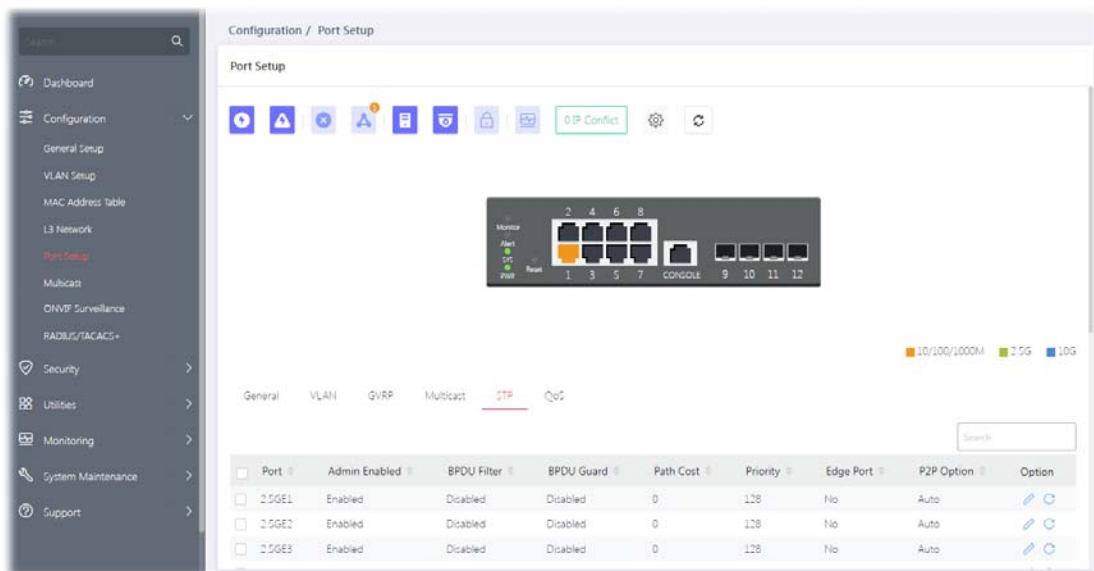 Configuration / Port Setup
Search
Port Setup
Dashboard
Configuration
0 IP Conflict
General Setup
VLAN Setup
MAC Address Table
L3 Network
Port Setup
Multicast
ONVIF Surveillance
RADIUS/TACACS+
Security
Utilities
Monitoring
System Maintenance
Support
2 4 6 8
Monitor
Alert
SYS
PWR
Reset
1 3 5 7 CONSOLE 9 10 11 12
10/100/1000M 2.5G 10G
General VLAN GVRP Multicast STP QoS
Search
Port Admin Enabled BPDU Filter BPDU Guard Path Cost Priority Edge Port P2P Option Option
2.5GE1 Enabled Disabled Disabled 0 128 No Auto
2.5GE2 Enabled Disabled Disabled 0 128 No Auto
2.5GE3 Enabled Disabled Disabled 0 128 No Auto